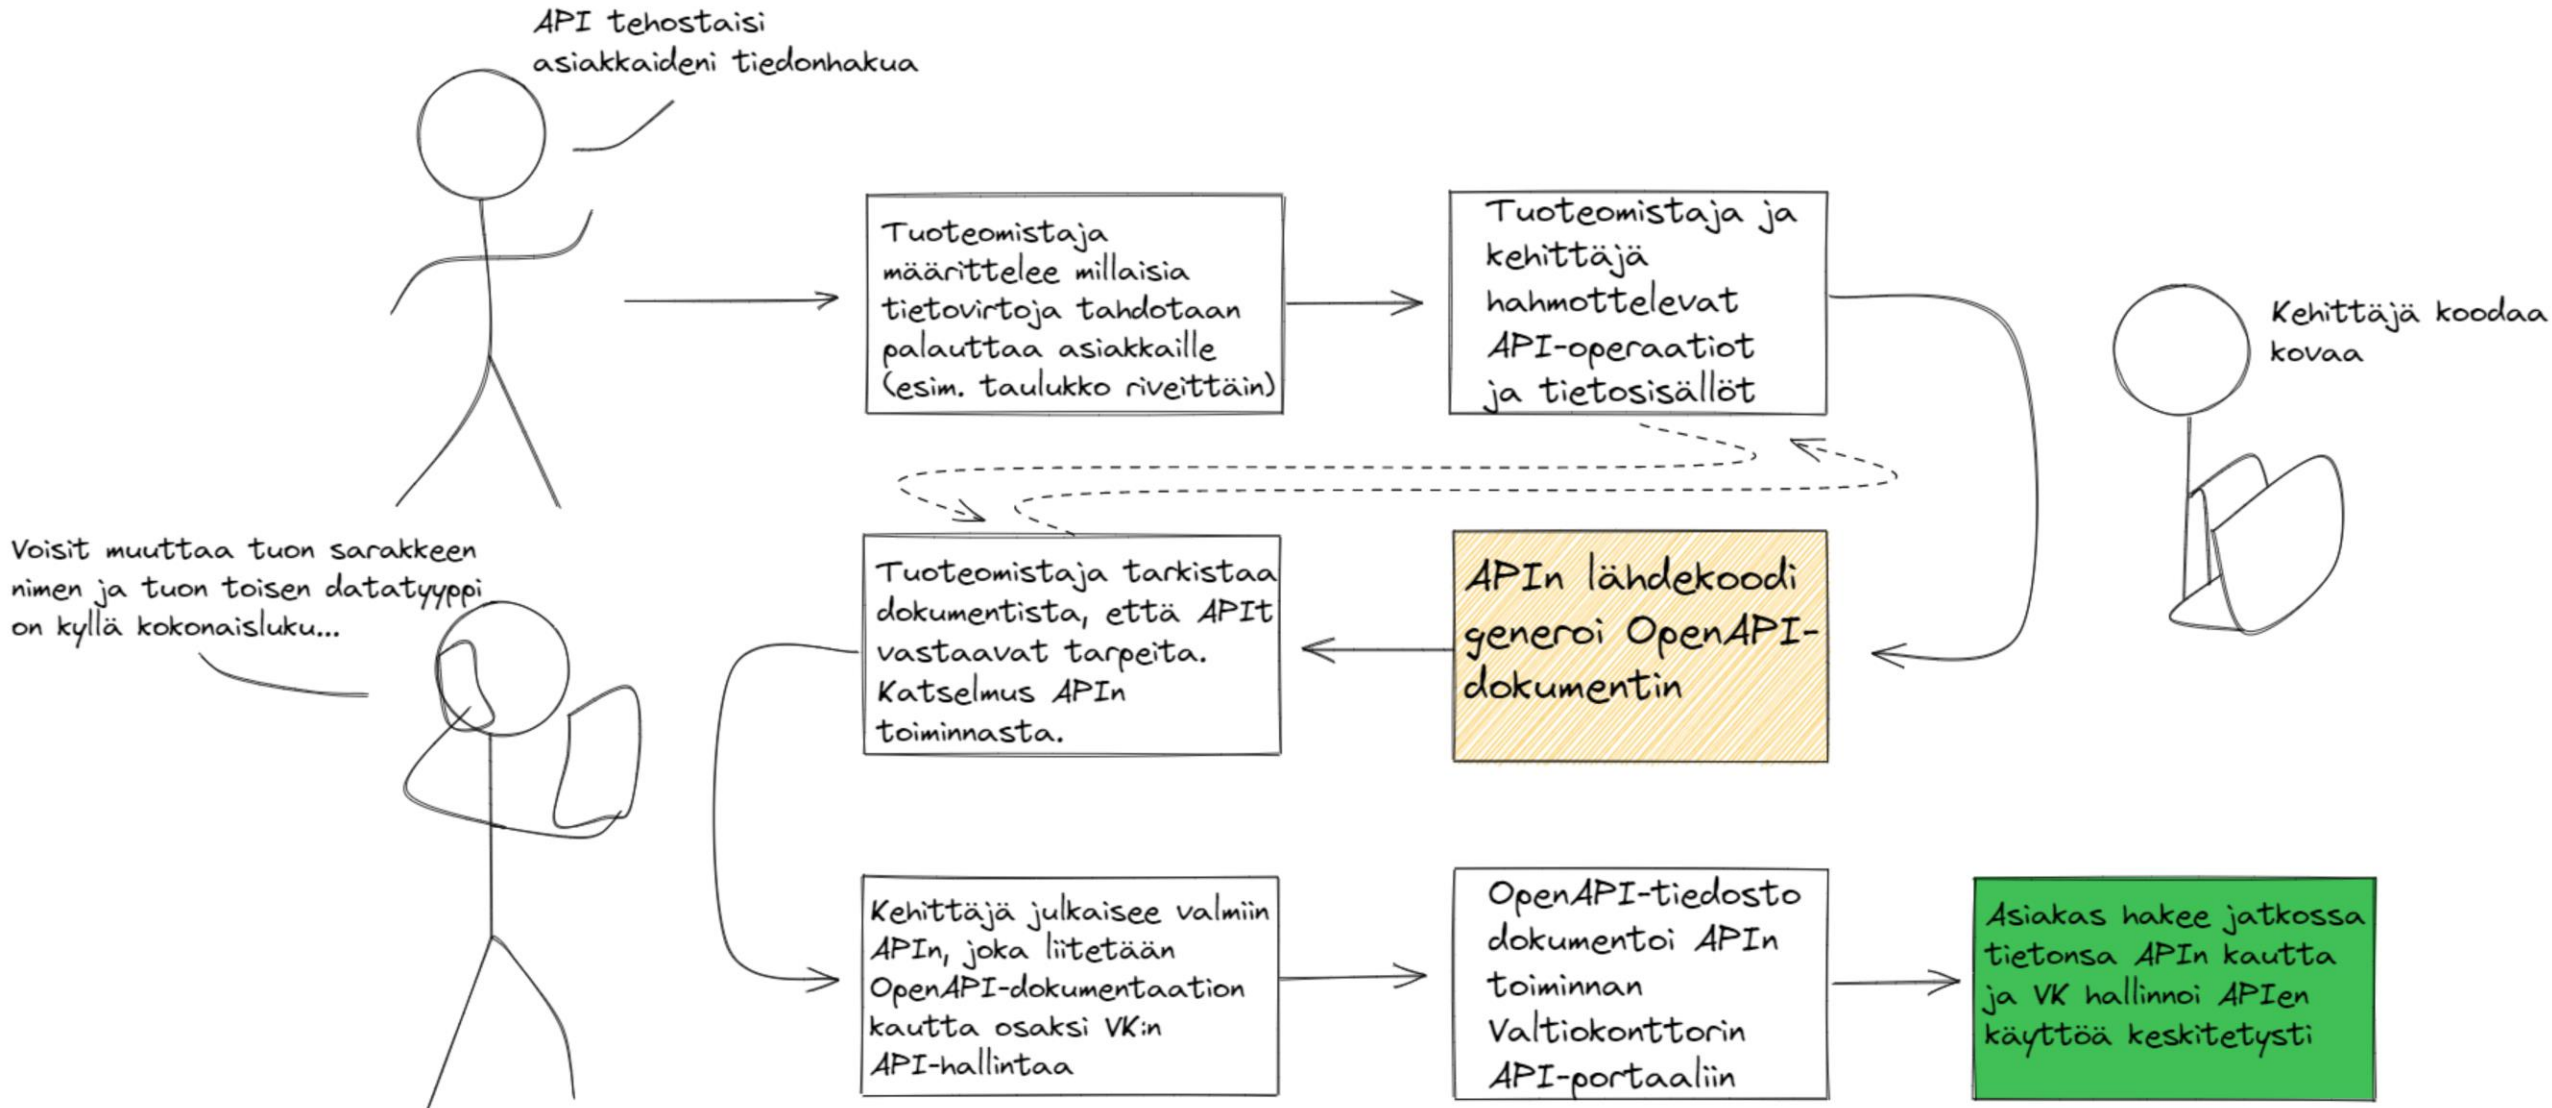 API tehostaisi
asiakkaideni tiedonhakua
Tuoteomistaja
määrittelee millaisia
tietovirtoja tahdotaan
palauttaa asiakkaille
(esim. taulukko riveittäin)
Tuoteomistaja ja
kehittäjä
hahmottelevat
API-operaatiot
ja tietosisällöt
Kehittäjä koodaa
kovaa
APIn lähdekoodi
generoi OpenAPI-
dokumentin
Tuoteomistaja tarkistaa
dokumentista, että APIt
vastaavat tarpeita.
Katselmus APIn
toiminnasta.
Voisit muuttaa tuon sarakkeen
nimen ja tuon toisen datatyyppi
on kyllä kokonaisluku...
Kehittäjä julkaisee valmiin
APIn, joka liitetään
OpenAPI-dokumentaation
kautta osaksi VK:n
API-hallintaa
OpenAPI-tiedosto
dokumentoi APIn
toiminnan
Valtiokonttorin
API-portaaliin
Asiakas hakee jatkossa
tietonsa APIn kautta
ja VK hallinnoi APIen
käyttöä keskitetysti